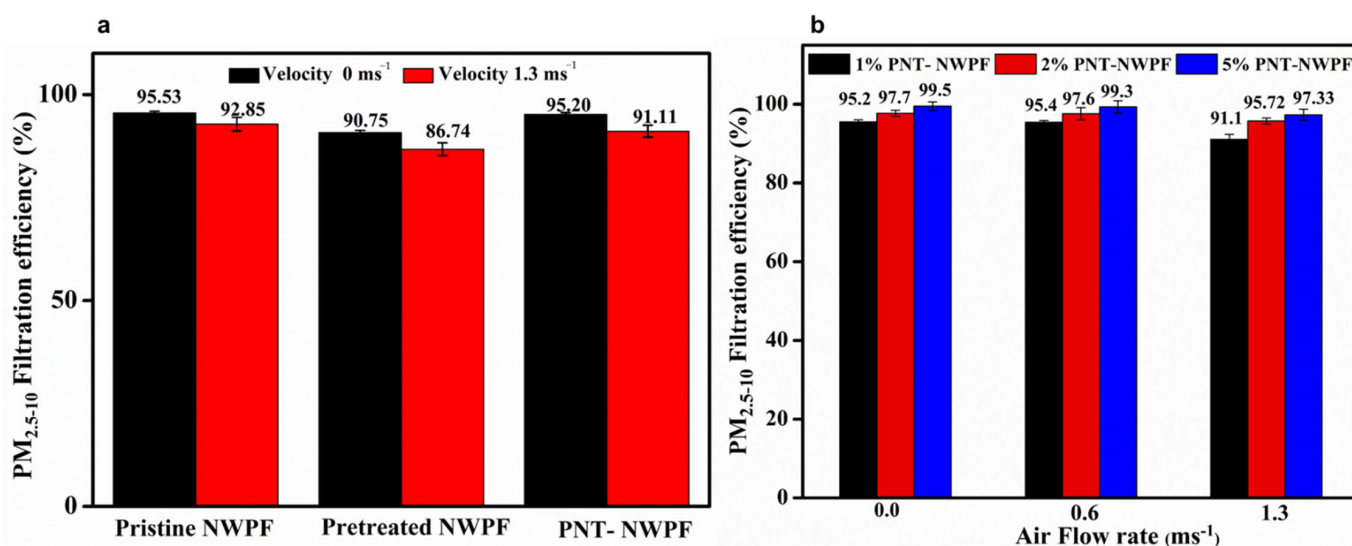 a
Velocity 0 ms⁻¹ Velocity 1.3 ms⁻¹
PM2.5-10 Filtration efficiency (%)
100
50
0
95.53 92.85 90.75 86.74 95.20 91.11
Pristine NWPF Pretreated NWPF PNT- NWPF
b
1% PNT- NWPF 2% PNT-NWPF 5% PNT-NWPF
PM2.5-10 Filtration efficiency (%)
100
80
60
40
20
0
95.2 97.7 99.5 95.4 97.6 99.3 91.1 95.72 97.33
0.0 0.6 1.3
Air Flow rate (ms⁻¹)